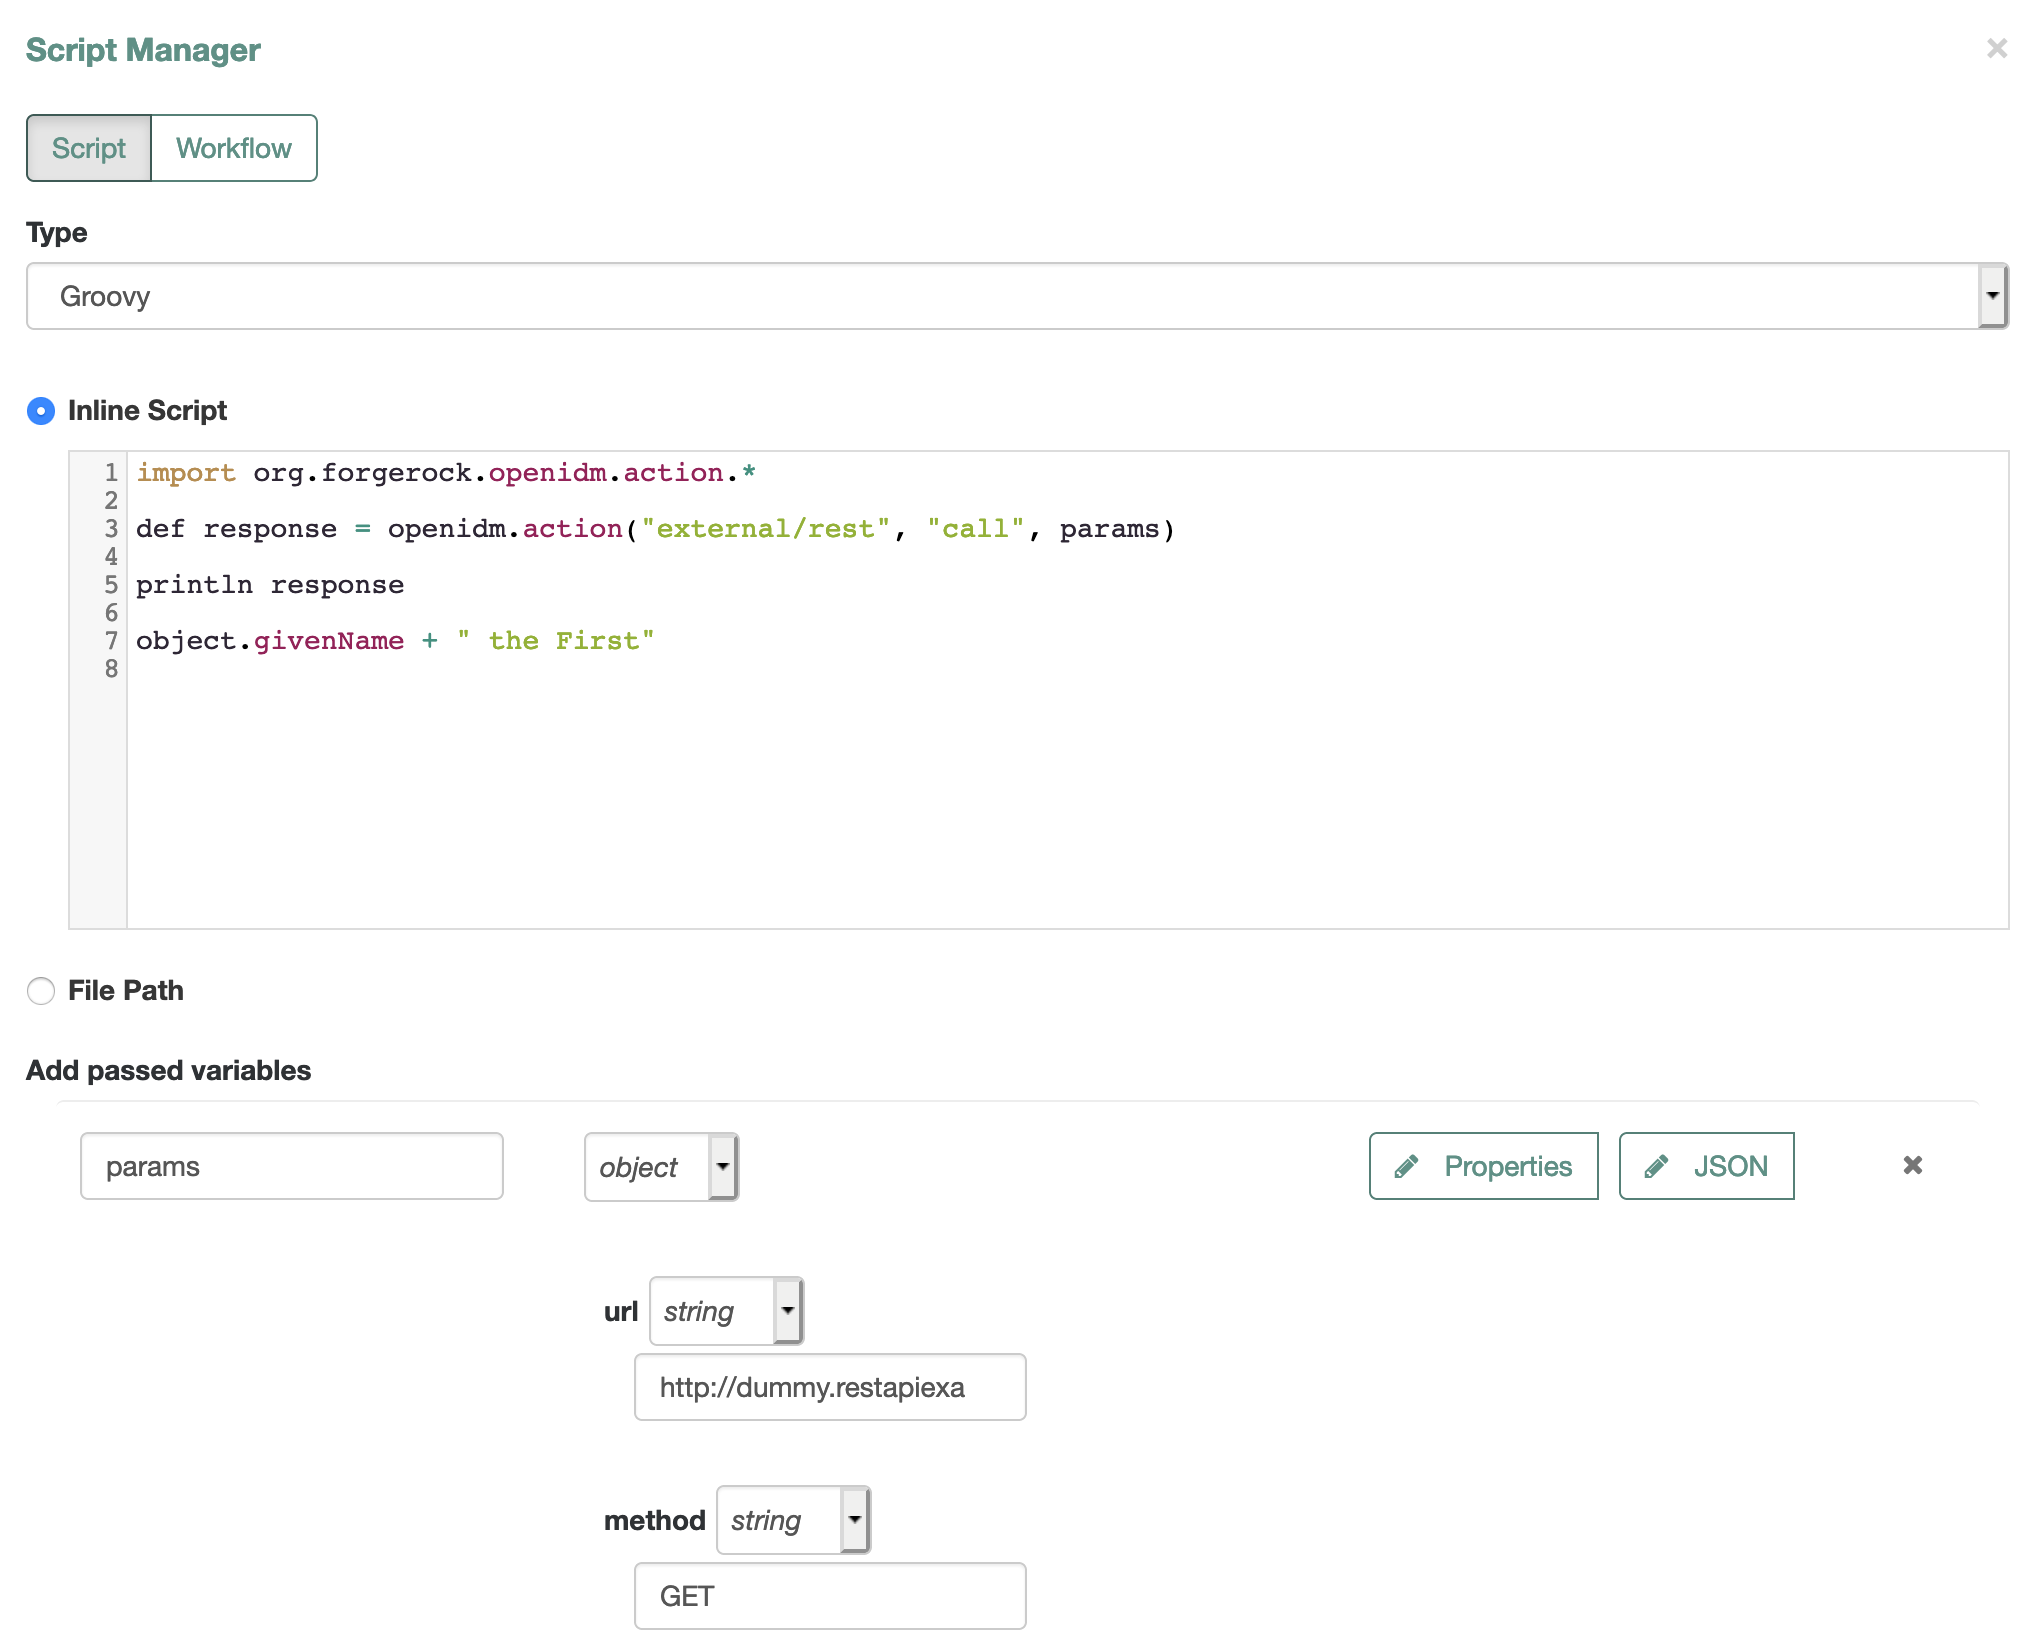 Script Manager
Script Workflow
Type
Groovy
Inline Script
1 import org.forgerock.openidm.action.*
2
3 def response = openidm.action("external/rest", "call", params)
4
5 println response
6
7 object.givenName + " the First"
8
File Path
Add passed variables
params object Properties JSON
url string
http://dummy.restapiexa
method string
GET